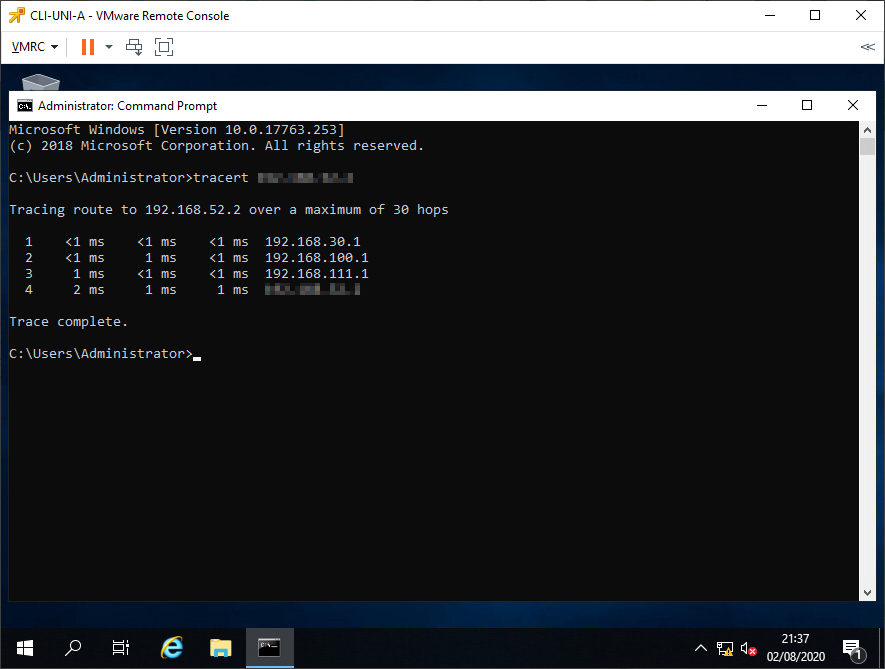 CLI-UNI-A - VMware Remote Console
VMRC
Administrator: Command Prompt
Microsoft Windows [Version 10.0.17763.253]
(c) 2018 Microsoft Corporation. All rights reserved.
C:\Users\Administrator>tracert
Tracing route to 192.168.52.2 over a maximum of 30 hops
1 <1 ms <1 ms <1 ms 192.168.30.1
2 <1 ms 1 ms <1 ms 192.168.100.1
3 1 ms <1 ms <1 ms 192.168.111.1
4 2 ms 1 ms 1 ms
Trace complete.
C:\Users\Administrator>
21:37
02/08/2020
1